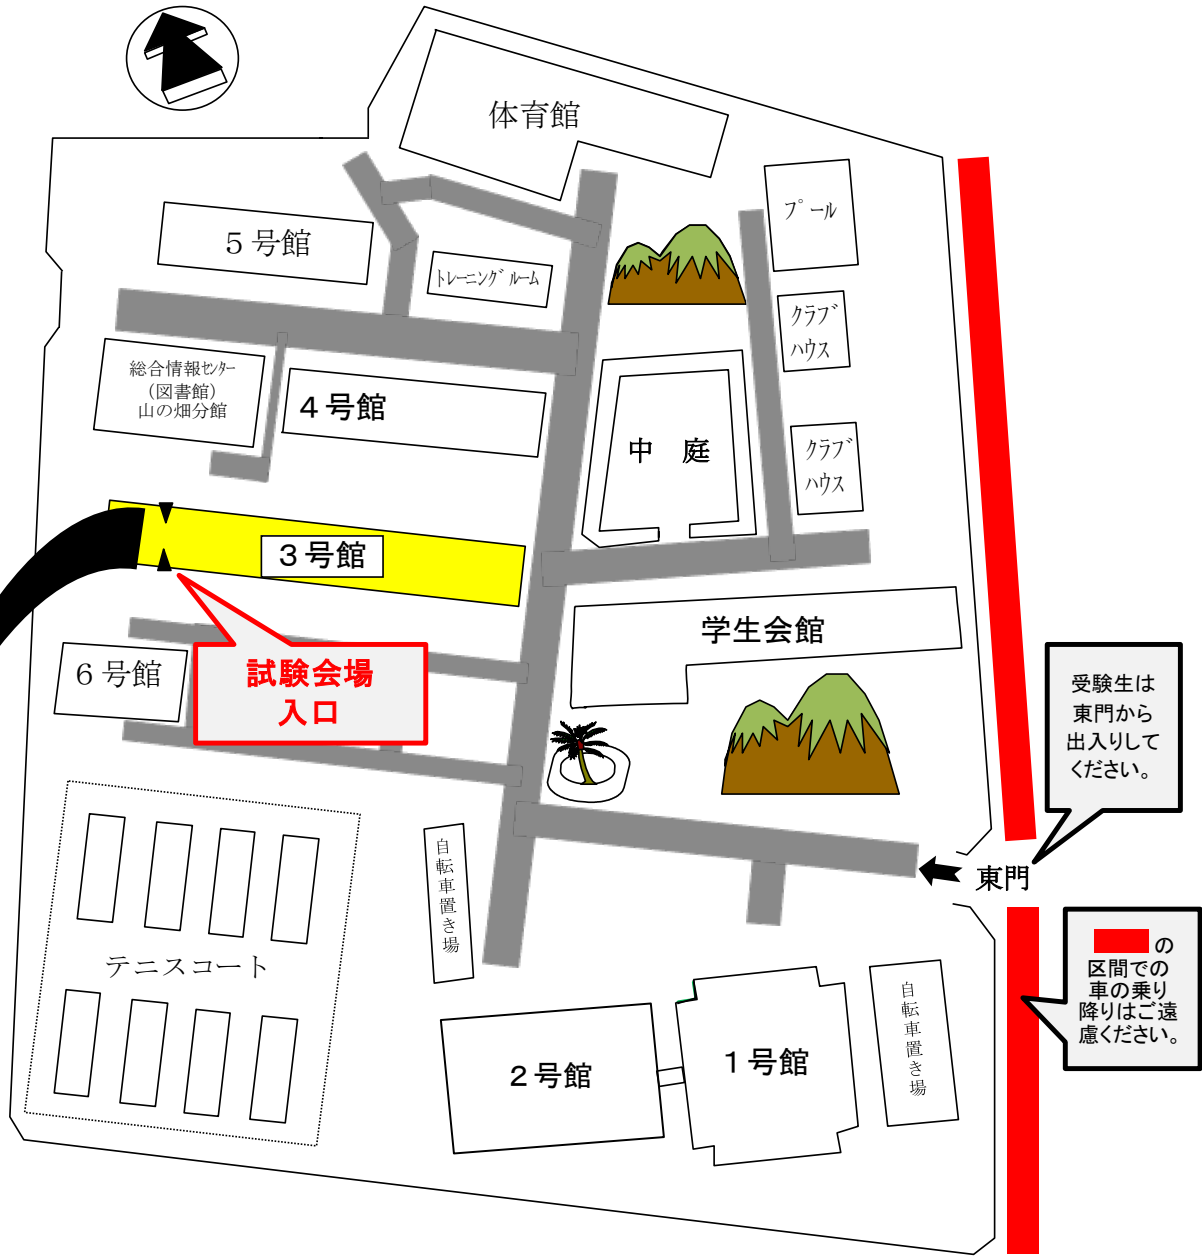 体育館
プール
5号館
トレーニングルーム
クラブ
ハウス
総合情報センター
(図書館)
山の畑分館
4号館
中 庭
クラブ
ハウス
3号館
学生会館
6号館
試験会場
入口
受験生は
東門から
出入りして
ください。
東門
自転車置き場
テニスコート
の
区間での
車の乗り
降りはご遠
慮ください。
自転車置き場
2号館
1号館